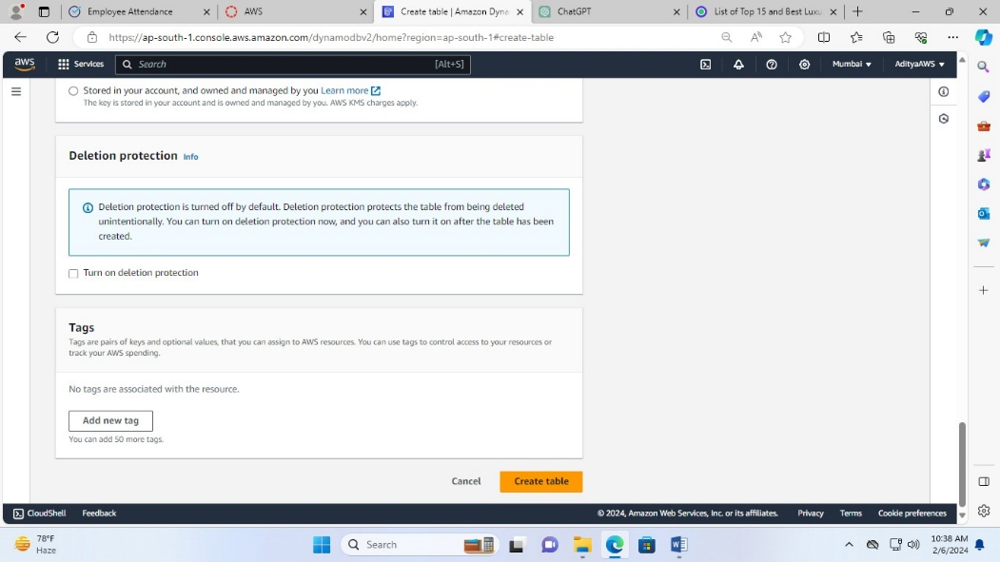 Employee Attendance
AWS
Create table | Amazon Dyna
ChatGPT
List of Top 15 and Best Luxu
https://ap-south-1.console.aws.amazon.com/dynamodbv2/home?region=ap-south-1#create-table
aws
Services
Search
[Alt+S]
Mumbai
AdityaAWS
Stored in your account, and owned and managed by you Learn more
The key is stored in your account and is owned and managed by you. AWS KMS charges apply.
Deletion protection Info
Deletion protection is turned off by default. Deletion protection protects the table from being deleted
unintentionally. You can turn on deletion protection now, and you can also turn it on after the table has been
created.
Turn on deletion protection
Tags
Tags are pairs of keys and optional values, that you can assign to AWS resources. You can use tags to control access to your resources or
track your AWS spending.
No tags are associated with the resource.
Add new tag
You can add 50 more tags.
Cancel
Create table
CloudShell
Feedback
© 2024, Amazon Web Services, Inc. or its affiliates.
Privacy
Terms
Cookie preferences
78°F
Haze
Search
10:38 AM
2/6/2024